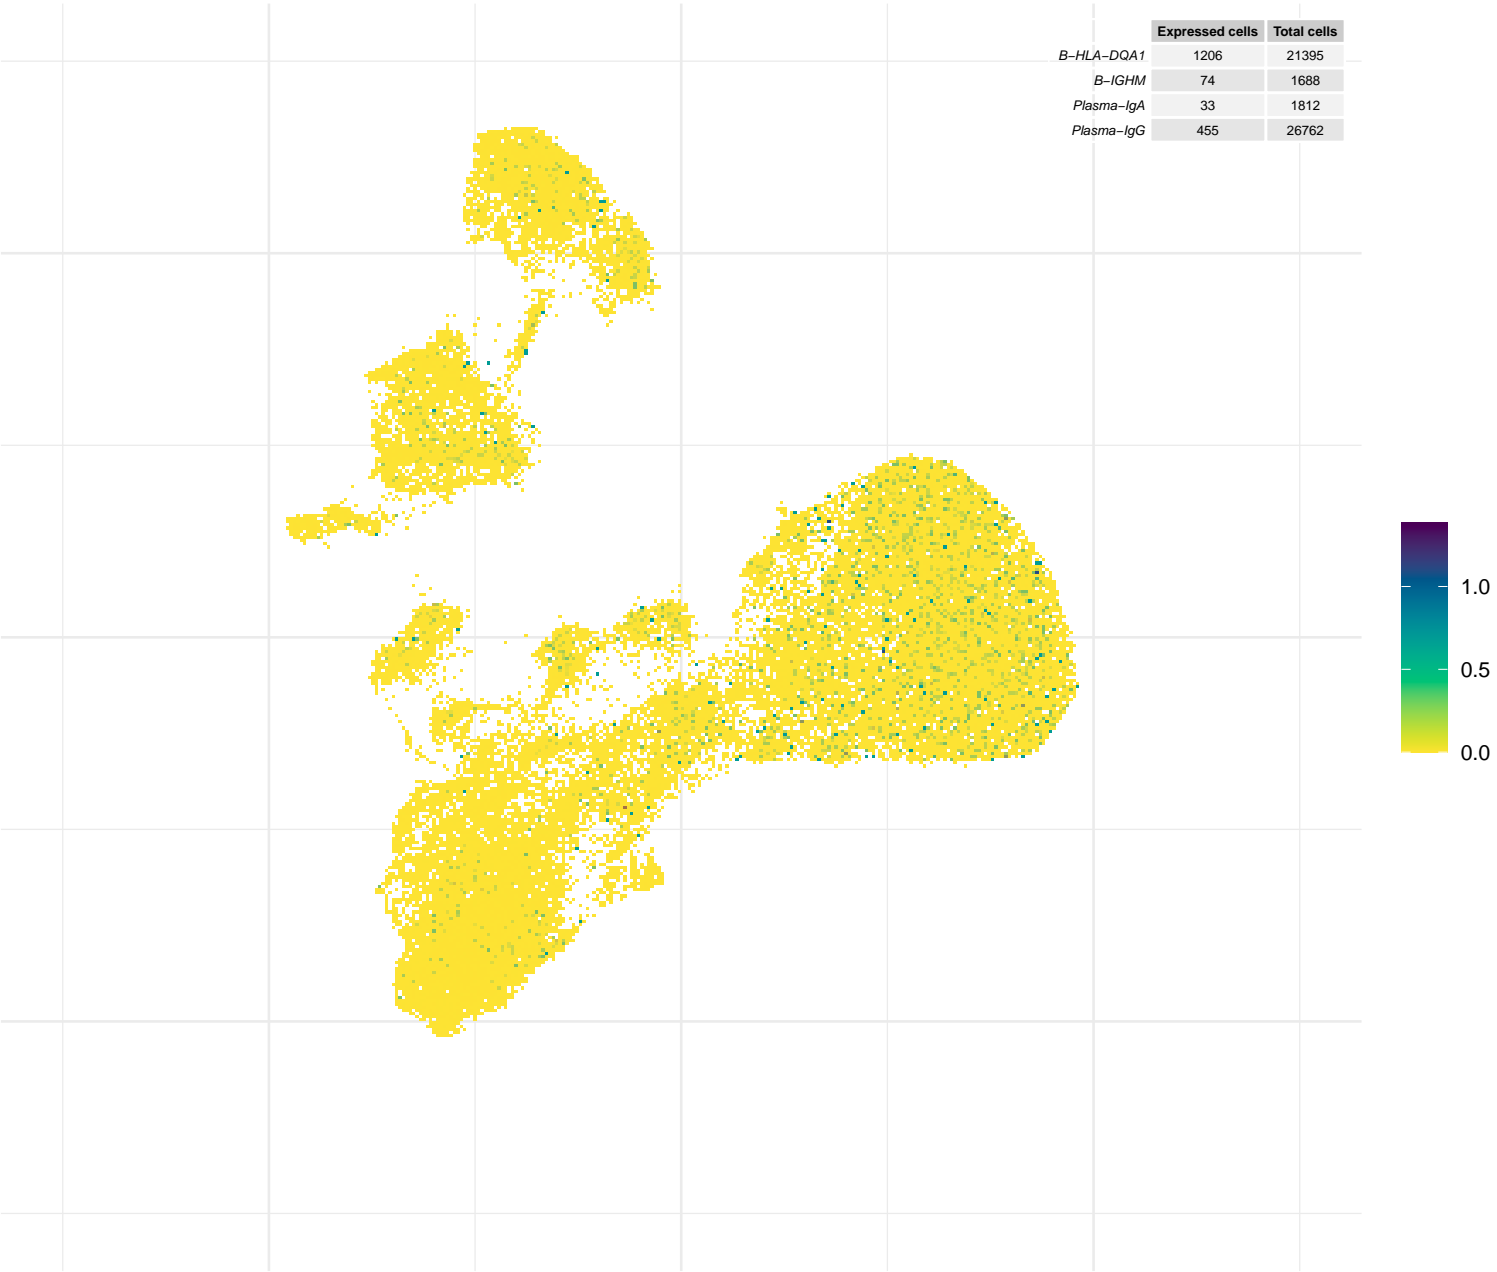 Expressed cells Total cells
B−HLA−DQA1 1206 21395
B−IGHM 74 1688
Plasma−IgA 33 1812
Plasma−IgG 455 26762
1.0
0.5
0.0